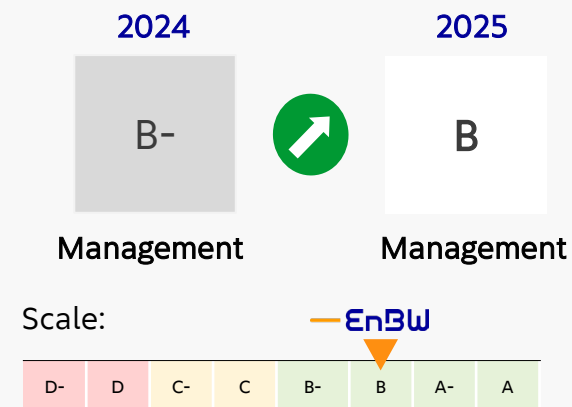 2024 2025
B- B
Management Management
Scale: EnBW
D- D C- C B- B A- A